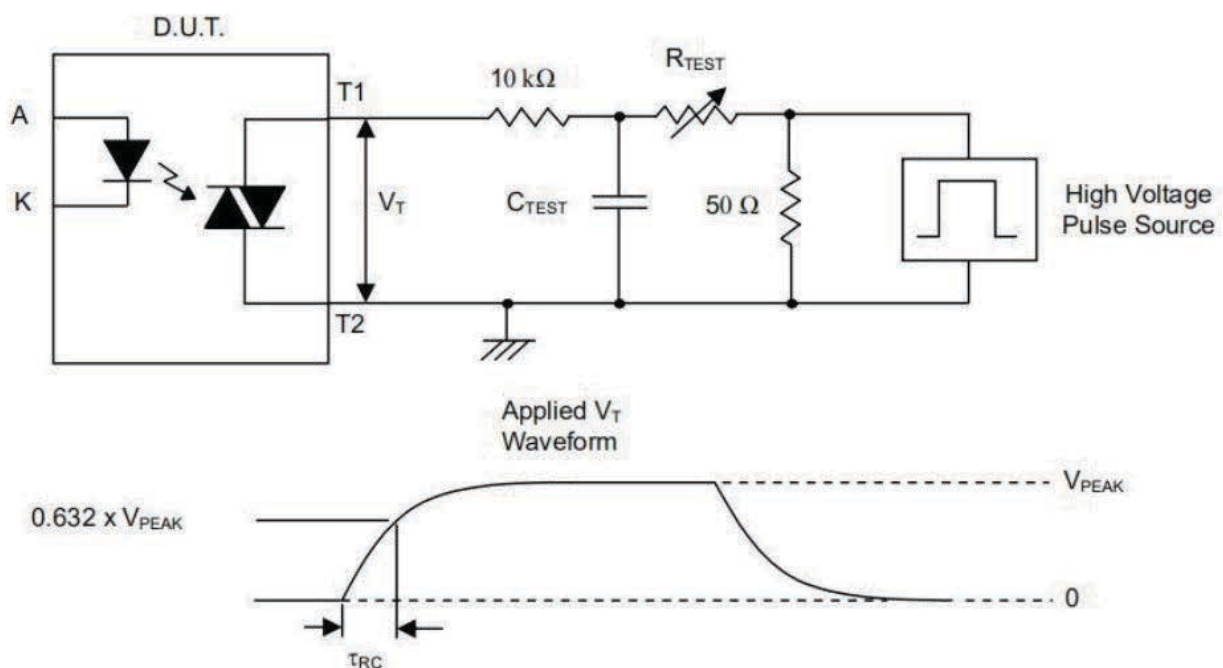 D.U.T.
A
K
T1
T2
V_T
10 kΩ
R_TEST
C_TEST
50 Ω
High Voltage
Pulse Source
Applied V_T
Waveform
V_PEAK
0.632 x V_PEAK
0
τ_RC